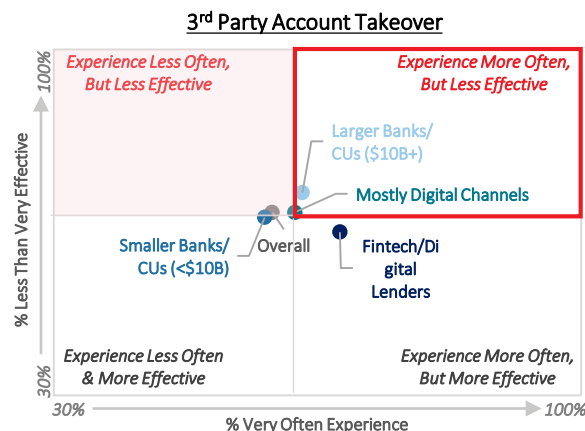 3rd Party Account Takeover
Experience Less Often,
But Less Effective
Experience More Often,
But Less Effective
100%
Larger Banks/
CUs ($10B+)
Mostly Digital Channels
% Less Than Very Effective
Smaller Banks/
CUs (<$10B)
Overall
Fintech/Di
gital
Lenders
Experience Less Often
& More Effective
Experience More Often,
But More Effective
30%
30%
100%
% Very Often Experience